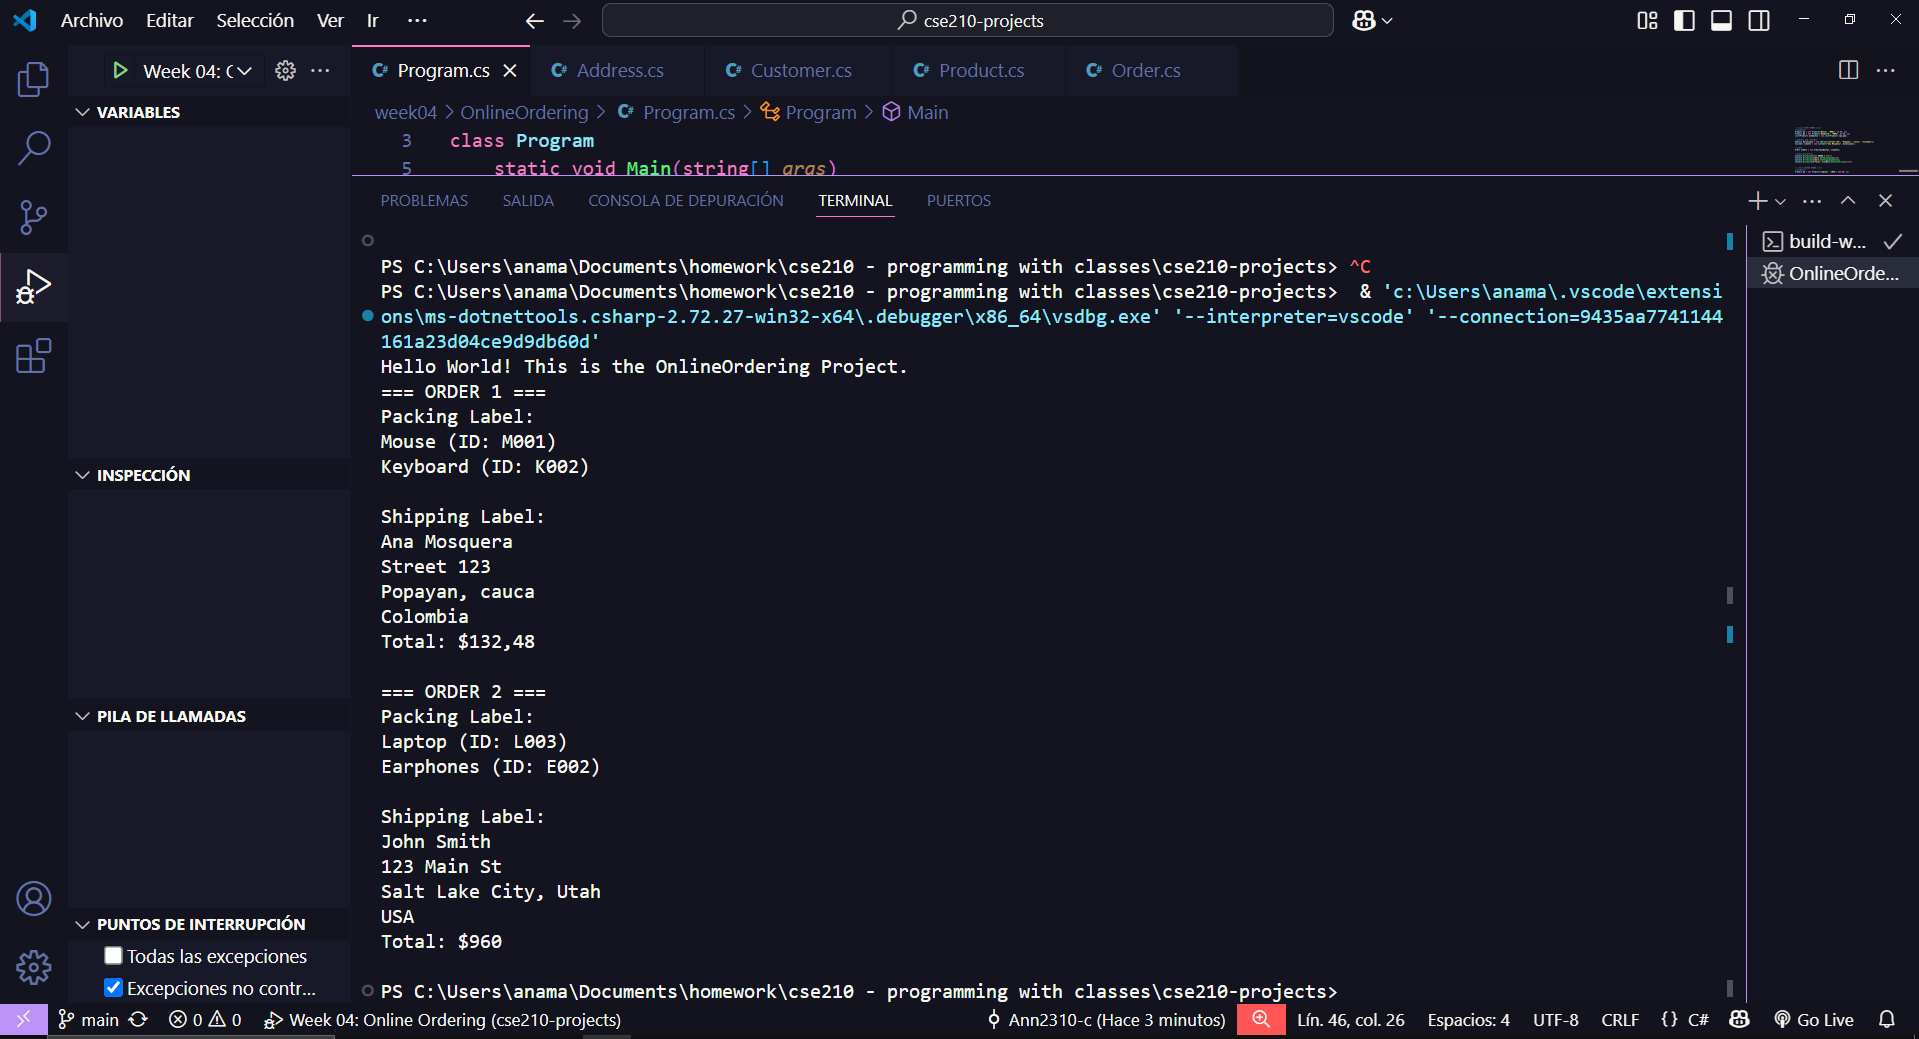 Archivo Editar Selección Ver Ir ··· cse210-projects
Week 04: C
Program.cs Address.cs Customer.cs Product.cs Order.cs
VARIABLES
week04 > OnlineOrdering > Program.cs > Program > Main
3 class Program
5 static void Main(string[] args)
PROBLEMAS SALIDA CONSOLA DE DEPURACIÓN TERMINAL PUERTOS
build-w...
OnlineOrde...
PS C:\Users\anama\Documents\homework\cse210 - programming with classes\cse210-projects> ^C
PS C:\Users\anama\Documents\homework\cse210 - programming with classes\cse210-projects> & 'c:\Users\anama\.vscode\extensi
ons\ms-dotnettools.csharp-2.72.27-win32-x64\.debugger\x86_64\vsdbg.exe' '--interpreter=vscode' '--connection=9435aa7741144
161a23d04ce9d9db60d'
Hello World! This is the OnlineOrdering Project.
=== ORDER 1 ===
Packing Label:
Mouse (ID: M001)
Keyboard (ID: K002)
INSPECCIÓN
Shipping Label:
Ana Mosquera
Street 123
Popayan, cauca
Colombia
Total: $132,48
=== ORDER 2 ===
PILA DE LLAMADAS
Packing Label:
Laptop (ID: L003)
Earphones (ID: E002)
Shipping Label:
John Smith
123 Main St
Salt Lake City, Utah
USA
Total: $960
PUNTOS DE INTERRUPCIÓN
Todas las excepciones
Excepciones no contr...
PS C:\Users\anama\Documents\homework\cse210 - programming with classes\cse210-projects>
main 0 0 Week 04: Online Ordering (cse210-projects) Ann2310-c (Hace 3 minutos) Lín. 46, col. 26 Espacios: 4 UTF-8 CRLF {} C# Go Live